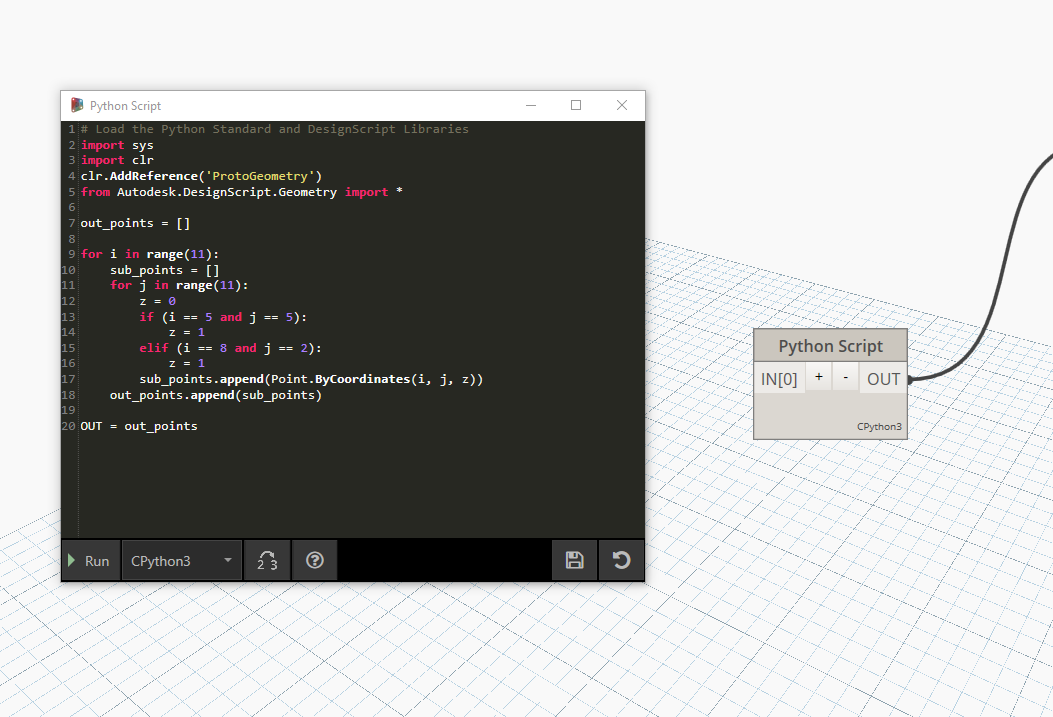 Python Script
1 # Load the Python Standard and DesignScript Libraries
2 import sys
3 import clr
4 clr.AddReference('ProtoGeometry')
5 from Autodesk.DesignScript.Geometry import *
6
7 out_points = []
8
9 for i in range(11):
10     sub_points = []
11     for j in range(11):
12         z = 0
13         if (i == 5 and j == 5):
14             z = 1
15         elif (i == 8 and j == 2):
16             z = 1
17         sub_points.append(Point.ByCoordinates(i, j, z))
18     out_points.append(sub_points)
19
20 OUT = out_points
Run CPython3 2 3 ?
Python Script
IN[0] + - OUT
CPython3